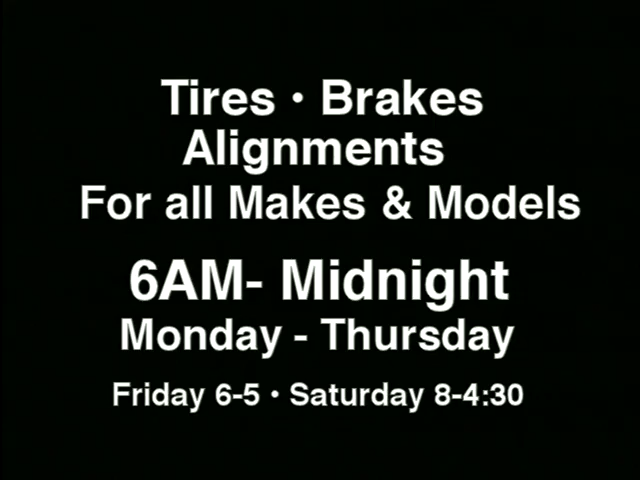 Tires • Brakes
Alignments
For all Makes & Models
6AM- Midnight
Monday - Thursday
Friday 6-5 • Saturday 8-4:30